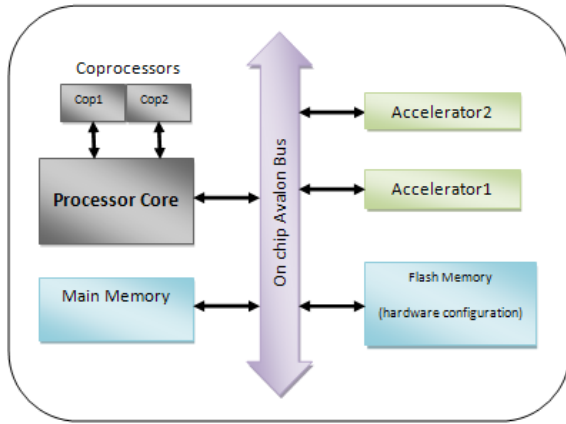 Coprocessors
Cop1
Cop2
Processor Core
Main Memory
On chip Avalon Bus
Accelerator2
Accelerator1
Flash Memory
(hardware configuration)